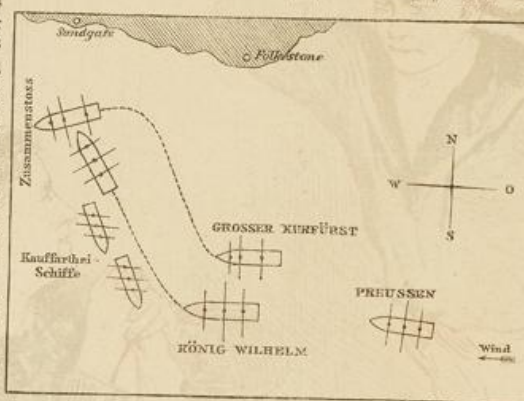 Sandgate
Folkestone
Zusammenstoss
N
W O
S
GROSSER KURFÜRST
Kauffarthei-
Schiffe
PREUSSEN
Wind
KÖNIG WILHELM